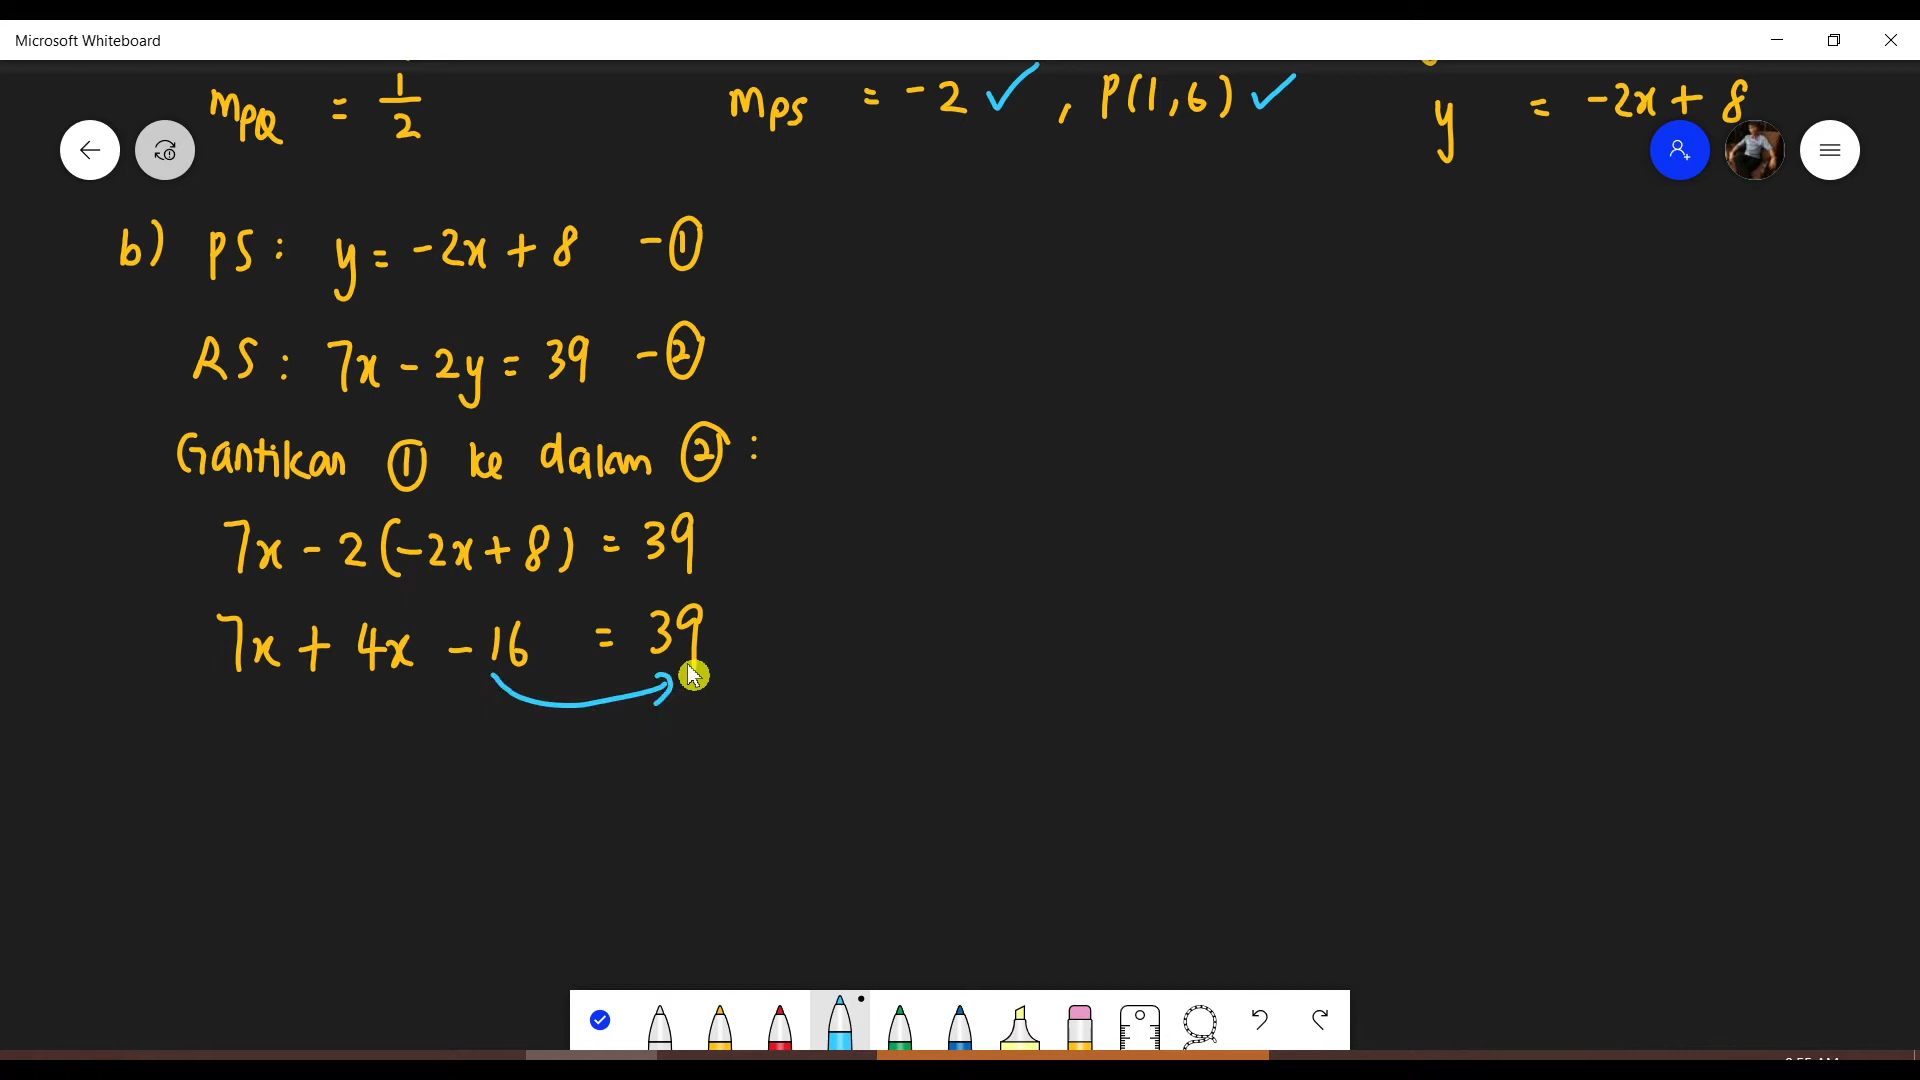 Microsoft Whiteboard
mPQ = 1/2
mPS = -2 ✓, P(1,6) ✓
y = -2x + 8
b) PS: y = -2x + 8 - ①
RS: 7x - 2y = 39 - ②
Gantikan ① ke dalam ② :
7x - 2(-2x + 8) = 39
7x + 4x - 16 = 39